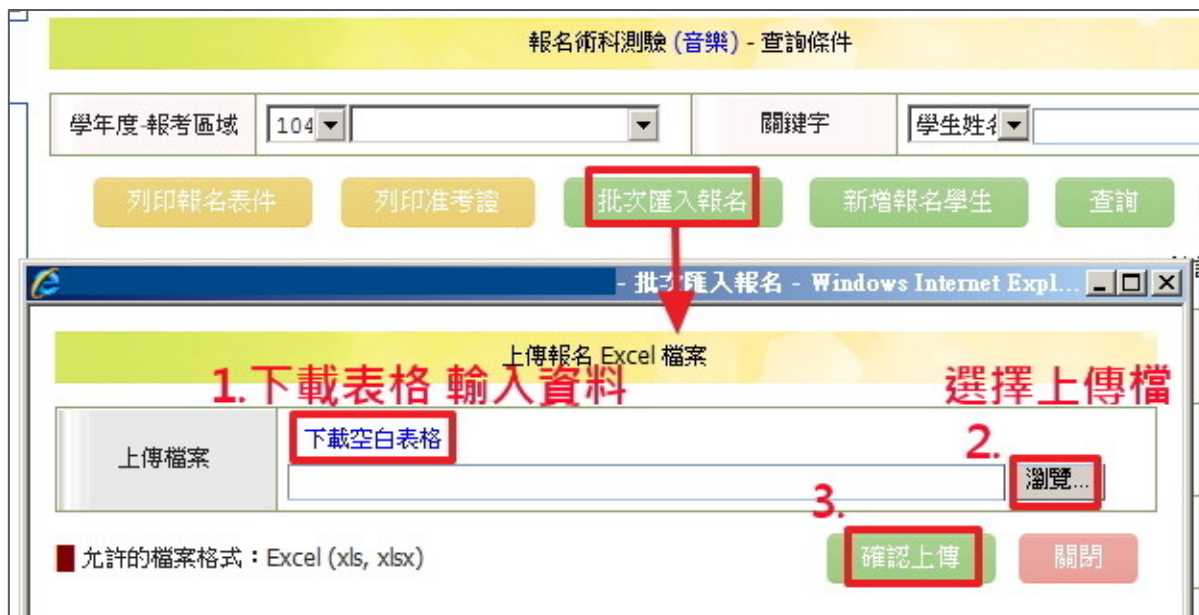 報名術科測驗 (音樂) - 查詢條件
學年度-報考區域 104 關鍵字 學生姓名
列印報名表件 列印准考證 批次匯入報名 新增報名學生 查詢
- 批次匯入報名 - Windows Internet Expl...
上傳報名 Excel 檔案
1.下載表格 輸入資料 選擇上傳檔
下載空白表格 2.
上傳檔案 瀏覽...
3.
允許的檔案格式：Excel (xls, xlsx) 確認上傳 關閉